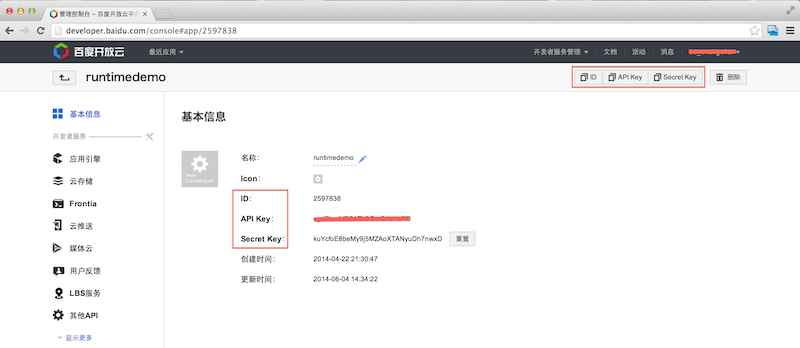 管理控制台 - 百度开放云平台
developer.baidu.com/console#app/2597838
百度开放云 最近应用 开发者服务管理 文档 活动 消息
runtimedemo ID API Key Secret Key 删除
基本信息
开发者服务
应用引擎
云存储
Frontia
云推送
媒体云
用户反馈
LBS服务
其他API
显示更多
基本信息
名称: runtimedemo
Icon:
ID: 2597838
API Key:
Secret Key: kuYcfoE8beMy9j5MZAoXTANyuDh7nwxD 重置
创建时间: 2014-04-22 21:30:47
更新时间: 2014-06-04 14:34:22